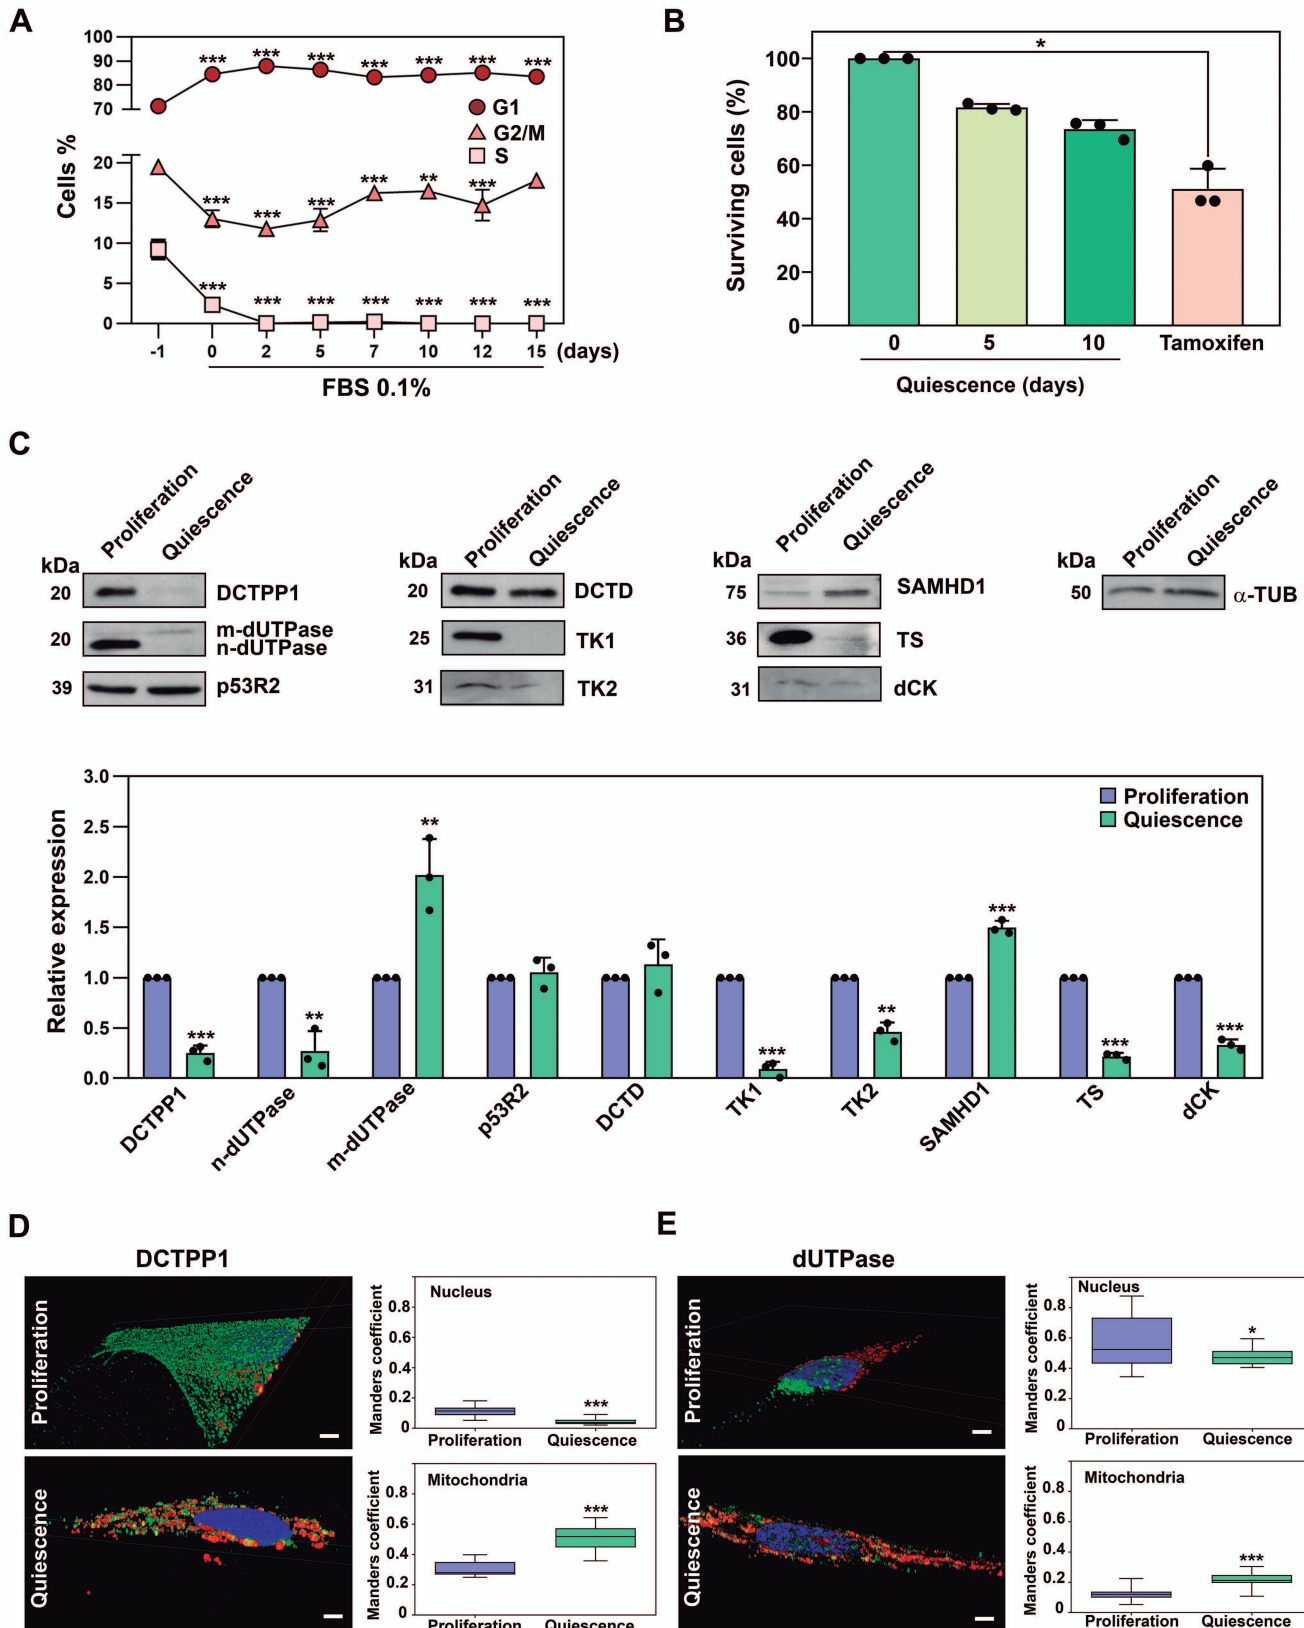 A
100
90
80
70
20
15
10
5
0
Cells %
*** *** *** *** *** *** ***
G1
G2/M
S
*** *** *** *** ** ***
*** *** *** *** *** *** ***
-1 0 2 5 7 10 12 15 (days)
FBS 0.1%
B
Surviving cells (%)
100
80
60
40
20
0
*
0 5 10 Tamoxifen
Quiescence (days)
C
Proliferation Quiescence
kDa
20 DCTPP1
20 m-dUTPase
n-dUTPase
39 p53R2
Proliferation Quiescence
kDa
20 DCTD
25 TK1
31 TK2
Proliferation Quiescence
kDa
75 SAMHD1
36 TS
31 dCK
Proliferation Quiescence
kDa
50 α-TUB
Relative expression
3.0
2.5
2.0
1.5
1.0
0.5
0.0
Proliferation
Quiescence
*** ** ** *** ** *** *** ***
DCTPP1 n-dUTPase m-dUTPase p53R2 DCTD TK1 TK2 SAMHD1 TS dCK
D
DCTPP1
Proliferation
Quiescence
Manders coefficient
0.8
0.6
0.4
0.2
0
Nucleus
***
Proliferation Quiescence
Manders coefficient
0.8
0.6
0.4
0.2
0
Mitochondria
***
Proliferation Quiescence
E
dUTPase
Proliferation
Quiescence
Manders coefficient
0.8
0.6
0.4
0.2
0
Nucleus
*
Proliferation Quiescence
Manders coefficient
0.8
0.6
0.4
0.2
0
Mitochondria
***
Proliferation Quiescence